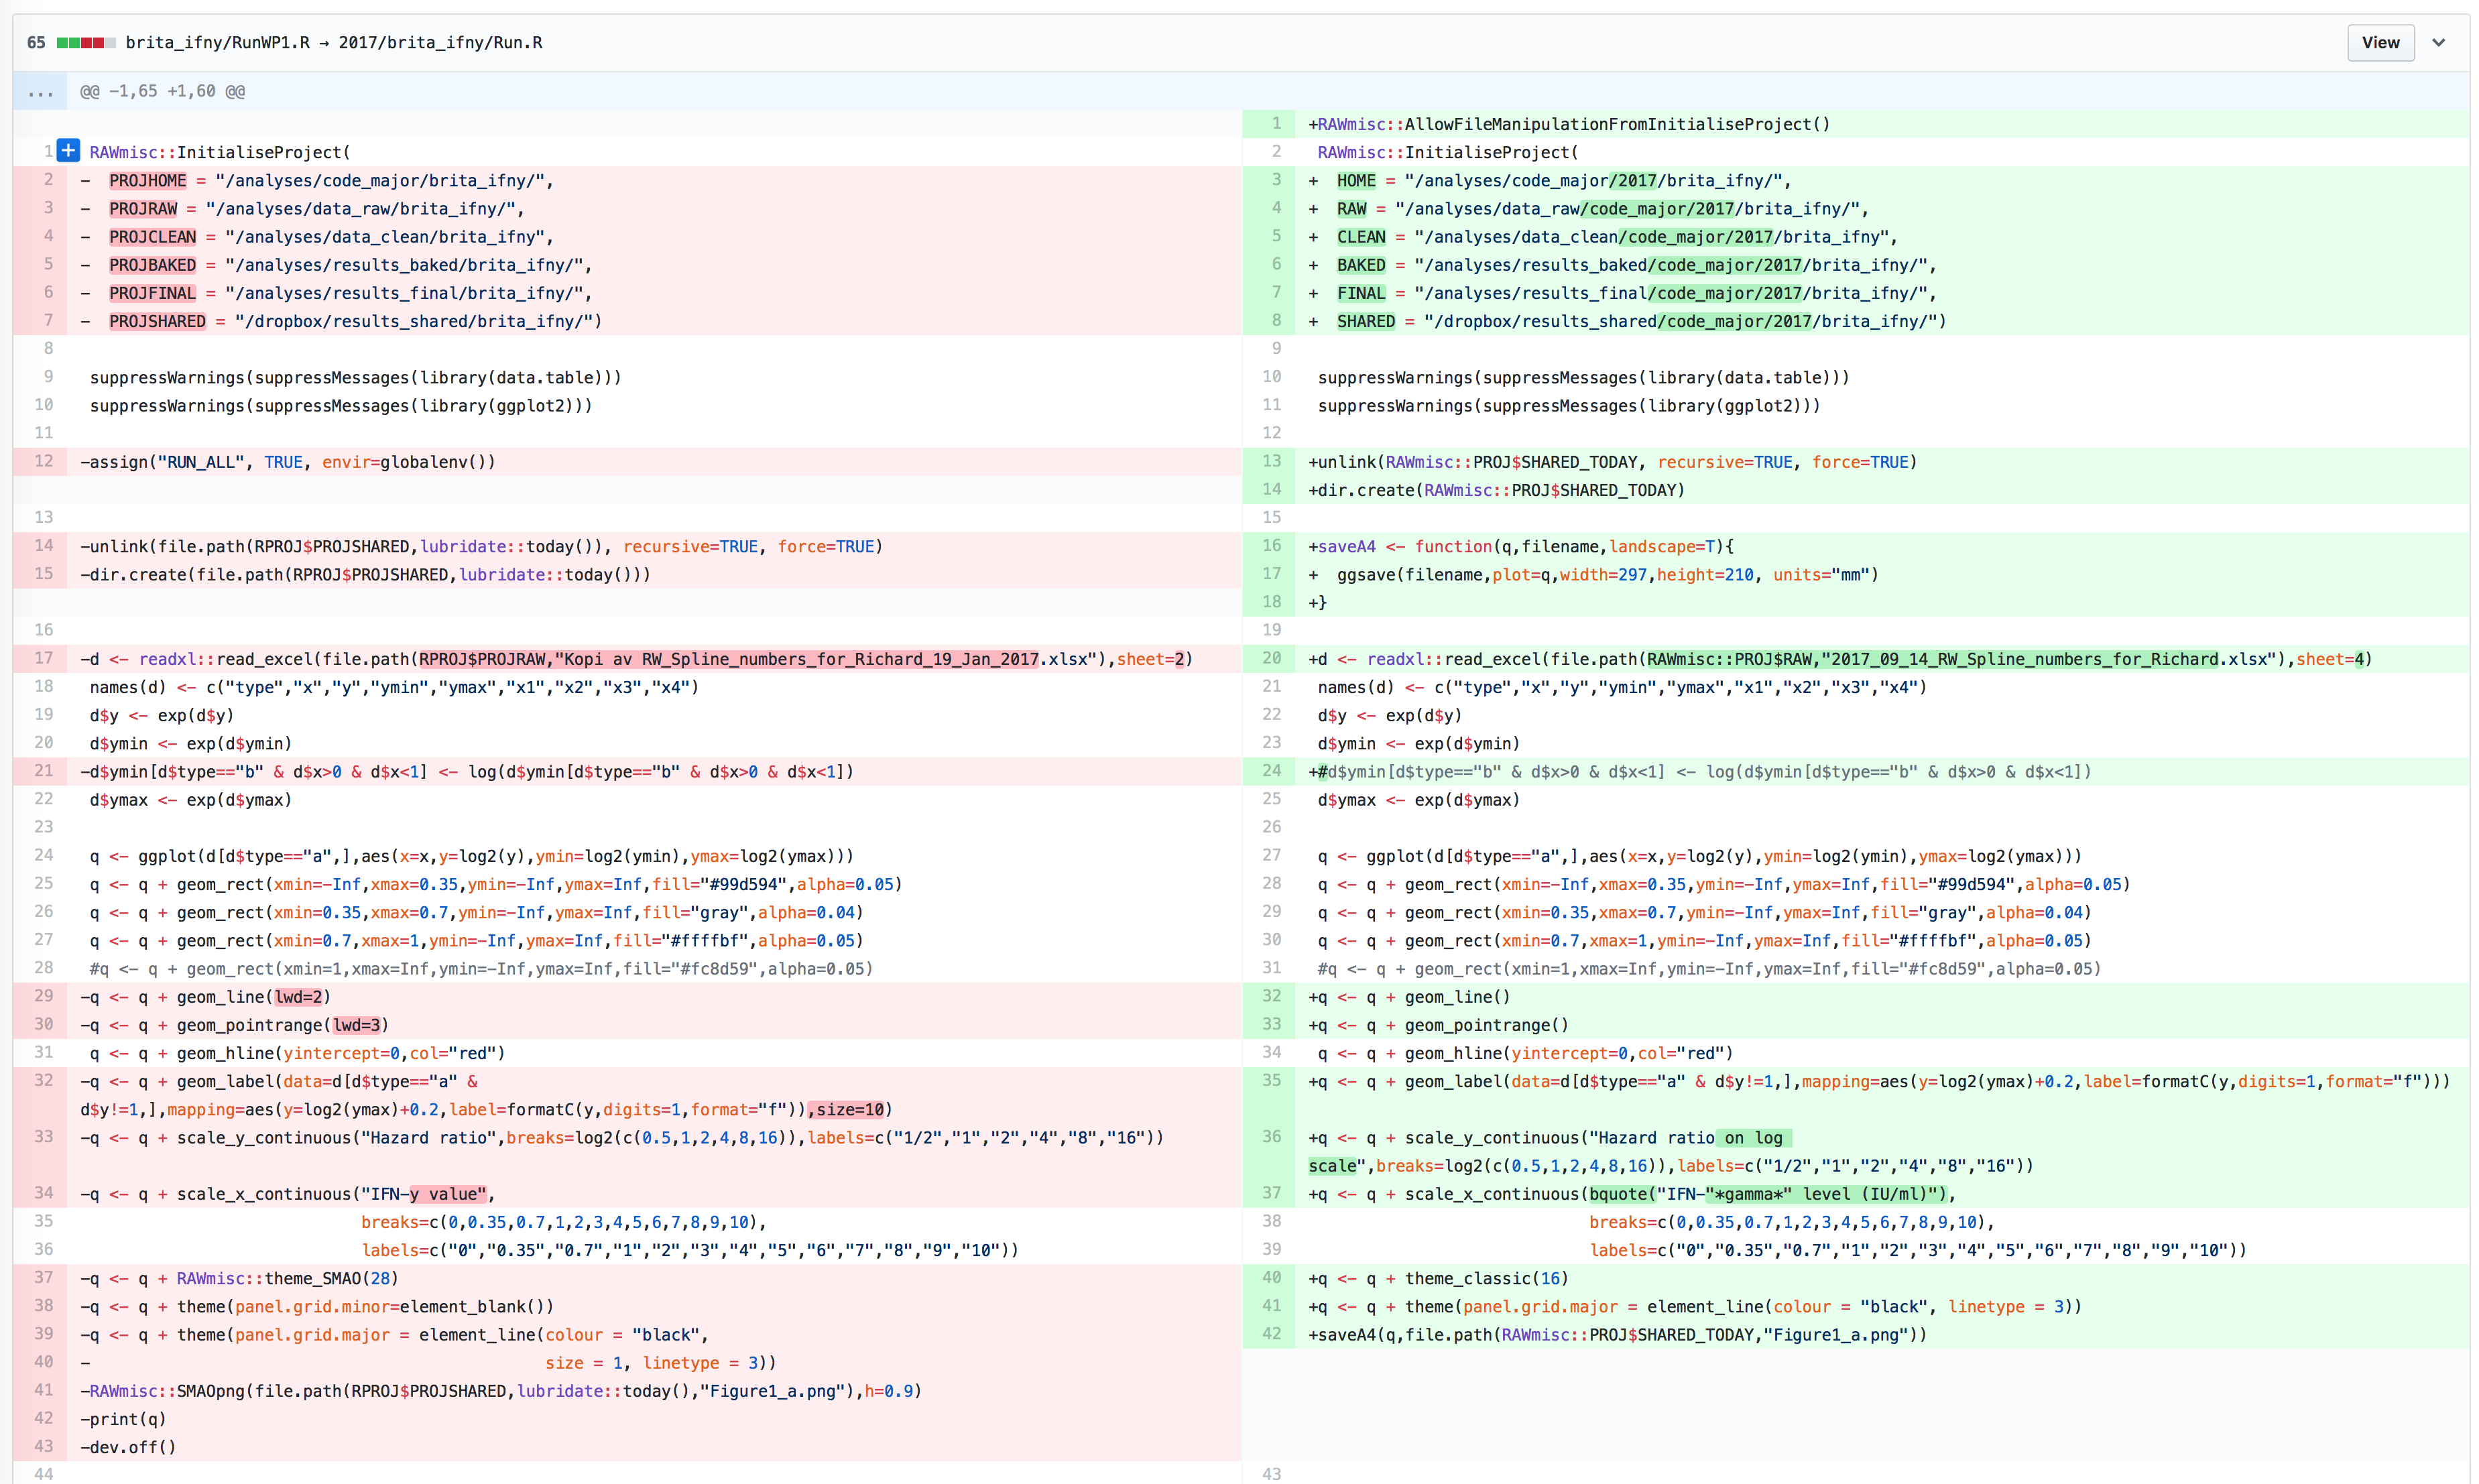 65 brita_ifny/RunWP1.R → 2017/brita_ifny/Run.R View
... @@ -1,65 +1,60 @@
1 +RAWmisc::AllowFileManipulationFromInitialiseProject()
1 RAWmisc::InitialiseProject( 2 RAWmisc::InitialiseProject(
2 - PROJHOME = "/analyses/code_major/brita_ifny/", 3 + HOME = "/analyses/code_major/2017/brita_ifny/",
3 - PROJRAW = "/analyses/data_raw/brita_ifny/", 4 + RAW = "/analyses/data_raw/code_major/2017/brita_ifny/",
4 - PROJCLEAN = "/analyses/data_clean/brita_ifny", 5 + CLEAN = "/analyses/data_clean/code_major/2017/brita_ifny",
5 - PROJBAKED = "/analyses/results_baked/brita_ifny/", 6 + BAKED = "/analyses/results_baked/code_major/2017/brita_ifny/",
6 - PROJFINAL = "/analyses/results_final/brita_ifny/", 7 + FINAL = "/analyses/results_final/code_major/2017/brita_ifny/",
7 - PROJSHARED = "/dropbox/results_shared/brita_ifny/") 8 + SHARED = "/dropbox/results_shared/code_major/2017/brita_ifny/")
8 9
9 suppressWarnings(suppressMessages(library(data.table))) 10 suppressWarnings(suppressMessages(library(data.table)))
10 suppressWarnings(suppressMessages(library(ggplot2))) 11 suppressWarnings(suppressMessages(library(ggplot2)))
11 12
12 -assign("RUN_ALL", TRUE, envir=globalenv()) 13 +unlink(RAWmisc::PROJ$SHARED_TODAY, recursive=TRUE, force=TRUE)
14 +dir.create(RAWmisc::PROJ$SHARED_TODAY)
13 15
14 -unlink(file.path(RPROJ$PROJSHARED,lubridate::today()), recursive=TRUE, force=TRUE) 16 +saveA4 <- function(q,filename,landscape=T){
15 -dir.create(file.path(RPROJ$PROJSHARED,lubridate::today())) 17 + ggsave(filename,plot=q,width=297,height=210, units="mm")
18 +}
16 19
17 -d <- readxl::read_excel(file.path(RPROJ$PROJRAW,"Kopi av RW_Spline_numbers_for_Richard_19_Jan_2017.xlsx"),sheet=2) 20 +d <- readxl::read_excel(file.path(RAWmisc::PROJ$RAW,"2017_09_14_RW_Spline_numbers_for_Richard.xlsx"),sheet=4)
18 names(d) <- c("type","x","y","ymin","ymax","x1","x2","x3","x4") 21 names(d) <- c("type","x","y","ymin","ymax","x1","x2","x3","x4")
19 d$y <- exp(d$y) 22 d$y <- exp(d$y)
20 d$ymin <- exp(d$ymin) 23 d$ymin <- exp(d$ymin)
21 -d$ymin[d$type=="b" & d$x>0 & d$x<1] <- log(d$ymin[d$type=="b" & d$x>0 & d$x<1]) 24 +#d$ymin[d$type=="b" & d$x>0 & d$x<1] <- log(d$ymin[d$type=="b" & d$x>0 & d$x<1])
22 d$ymax <- exp(d$ymax) 25 d$ymax <- exp(d$ymax)
23 26
24 q <- ggplot(d[d$type=="a",],aes(x=x,y=log2(y),ymin=log2(ymin),ymax=log2(ymax))) 27 q <- ggplot(d[d$type=="a",],aes(x=x,y=log2(y),ymin=log2(ymin),ymax=log2(ymax)))
25 q <- q + geom_rect(xmin=-Inf,xmax=0.35,ymin=-Inf,ymax=Inf,fill="#99d594",alpha=0.05) 28 q <- q + geom_rect(xmin=-Inf,xmax=0.35,ymin=-Inf,ymax=Inf,fill="#99d594",alpha=0.05)
26 q <- q + geom_rect(xmin=0.35,xmax=0.7,ymin=-Inf,ymax=Inf,fill="gray",alpha=0.04) 29 q <- q + geom_rect(xmin=0.35,xmax=0.7,ymin=-Inf,ymax=Inf,fill="gray",alpha=0.04)
27 q <- q + geom_rect(xmin=0.7,xmax=1,ymin=-Inf,ymax=Inf,fill="#ffffbf",alpha=0.05) 30 q <- q + geom_rect(xmin=0.7,xmax=1,ymin=-Inf,ymax=Inf,fill="#ffffbf",alpha=0.05)
28 #q <- q + geom_rect(xmin=1,xmax=Inf,ymin=-Inf,ymax=Inf,fill="#fc8d59",alpha=0.05) 31 #q <- q + geom_rect(xmin=1,xmax=Inf,ymin=-Inf,ymax=Inf,fill="#fc8d59",alpha=0.05)
29 -q <- q + geom_line(lwd=2) 32 +q <- q + geom_line()
30 -q <- q + geom_pointrange(lwd=3) 33 +q <- q + geom_pointrange()
31 q <- q + geom_hline(yintercept=0,col="red") 34 q <- q + geom_hline(yintercept=0,col="red")
32 -q <- q + geom_label(data=d[d$type=="a" & 35 +q <- q + geom_label(data=d[d$type=="a" & d$y!=1,],mapping=aes(y=log2(ymax)+0.2,label=formatC(y,digits=1,format="f")))
d$y!=1,],mapping=aes(y=log2(ymax)+0.2,label=formatC(y,digits=1,format="f")),size=10)
33 -q <- q + scale_y_continuous("Hazard ratio",breaks=log2(c(0.5,1,2,4,8,16)),labels=c("1/2","1","2","4","8","16")) 36 +q <- q + scale_y_continuous("Hazard ratio on log
scale",breaks=log2(c(0.5,1,2,4,8,16)),labels=c("1/2","1","2","4","8","16"))
34 -q <- q + scale_x_continuous("IFN-y value", 37 +q <- q + scale_x_continuous(bquote("IFN-"*gamma*" level (IU/ml)"),
35 breaks=c(0,0.35,0.7,1,2,3,4,5,6,7,8,9,10), 38 breaks=c(0,0.35,0.7,1,2,3,4,5,6,7,8,9,10),
36 labels=c("0","0.35","0.7","1","2","3","4","5","6","7","8","9","10")) 39 labels=c("0","0.35","0.7","1","2","3","4","5","6","7","8","9","10"))
37 -q <- q + RAWmisc::theme_SMAO(28) 40 +q <- q + theme_classic(16)
38 -q <- q + theme(panel.grid.minor=element_blank()) 41 +q <- q + theme(panel.grid.major = element_line(colour = "black", linetype = 3))
39 -q <- q + theme(panel.grid.major = element_line(colour = "black", 42 +saveA4(q,file.path(RAWmisc::PROJ$SHARED_TODAY,"Figure1_a.png"))
40 - size = 1, linetype = 3))
41 -RAWmisc::SMAOpng(file.path(RPROJ$PROJSHARED,lubridate::today(),"Figure1_a.png"),h=0.9)
42 -print(q)
43 -dev.off()
44 43